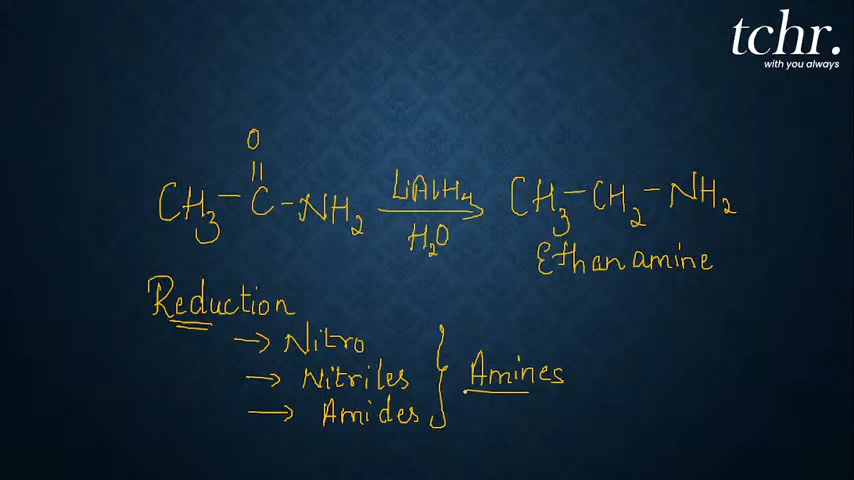 tchr.
with you always
O
||
CH₃ – C – NH₂ LiAlH₄ / H₂O → CH₃ – CH₂ – NH₂
Ethanamine
Reduction
→ Nitro
→ Nitriles } Amines
→ Amides